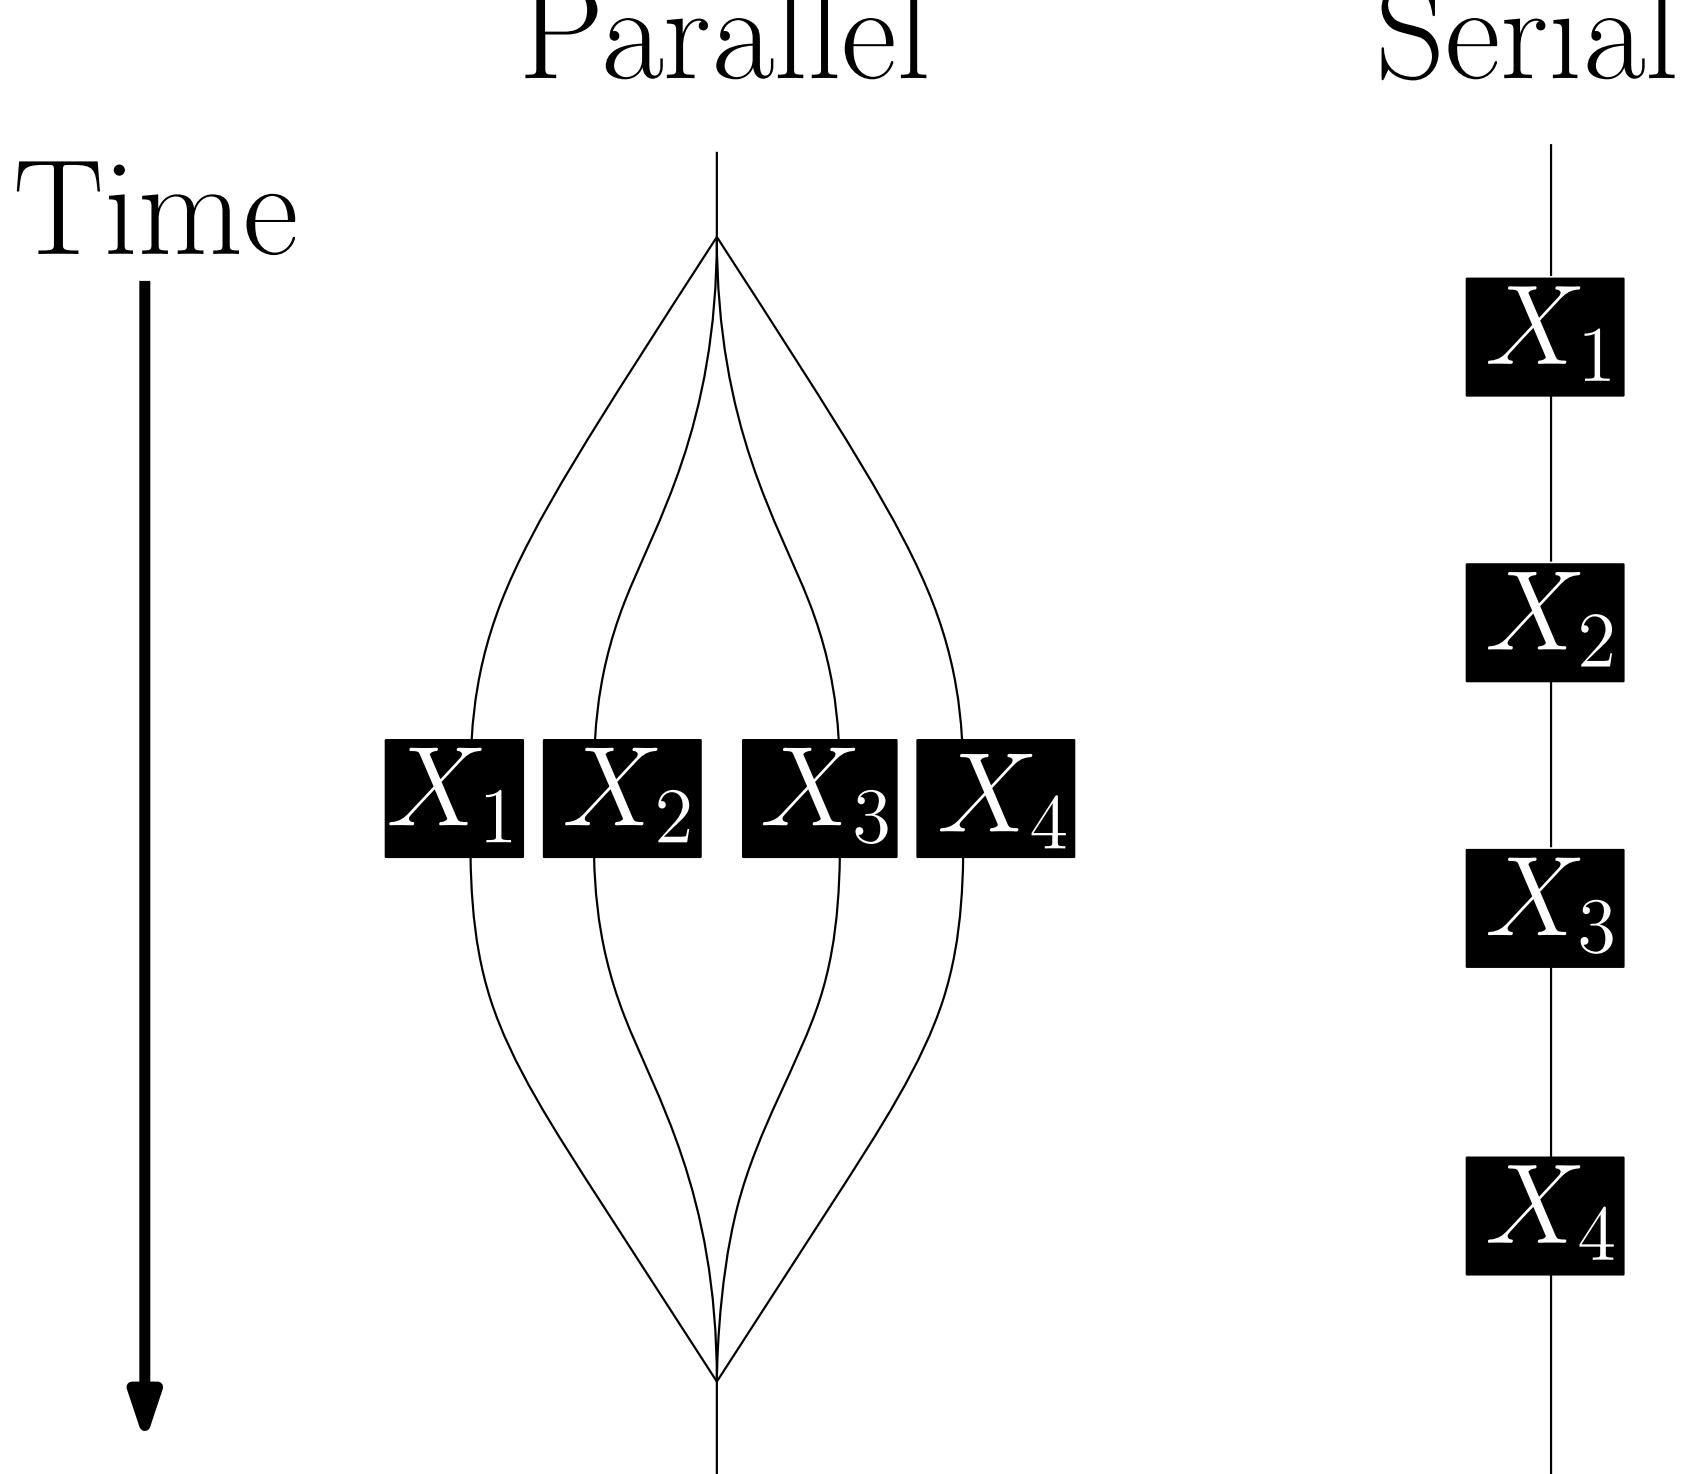 Parallel Serial
Time
X₁
X₂
X₁ X₂ X₃ X₄
X₃
X₄